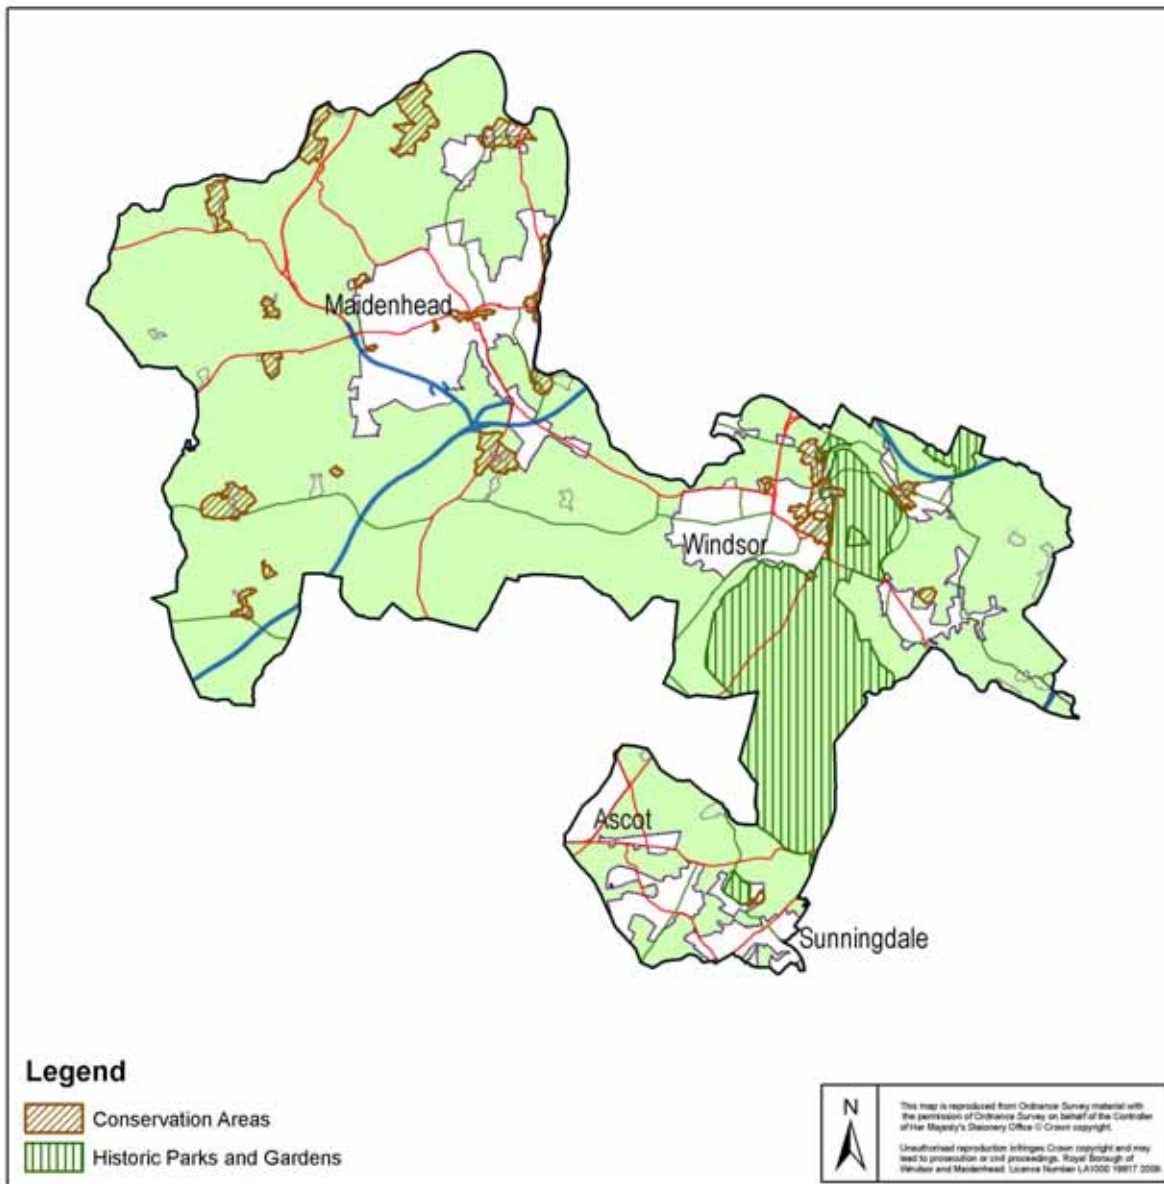 Maidenhead
Windsor
Ascot
Sunningdale
Legend
Conservation Areas
Historic Parks and Gardens
N
This map is reproduced from Ordnance Survey material with
the permission of Ordnance Survey on behalf of the Controller
of Her Majesty's Stationery Office © Crown copyright.
Unauthorised reproduction infringes Crown copyright and may
lead to prosecution or civil proceedings. Royal Borough of
Windsor and Maidenhead. Licence Number